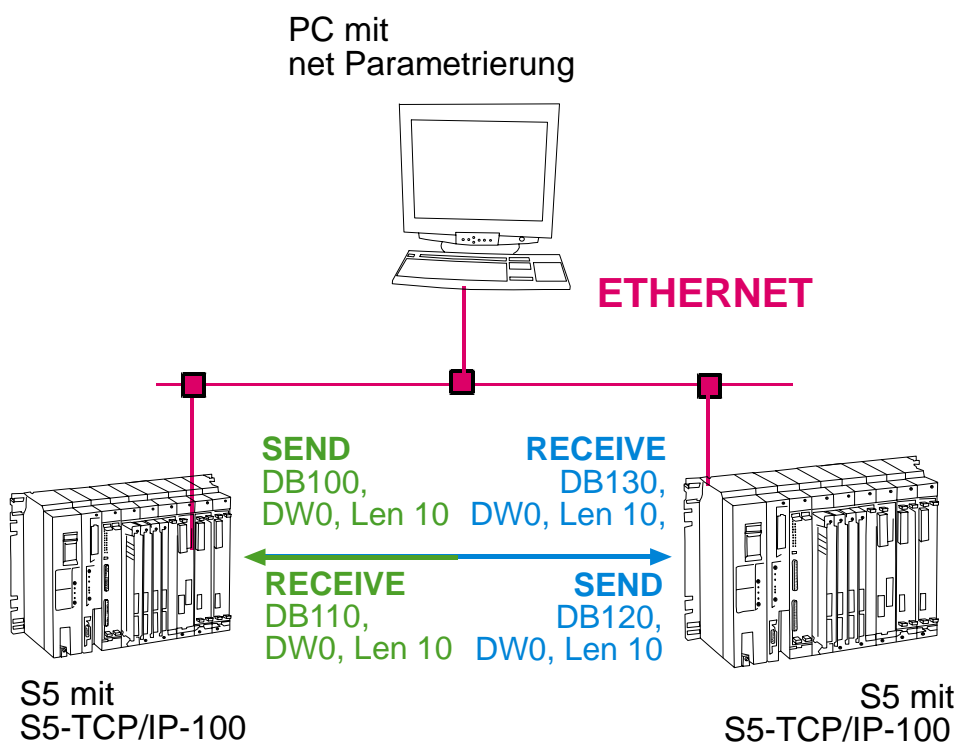 PC mit
net Parametrierung
ETHERNET
SEND
DB100,
DW0, Len 10
RECEIVE
DB130,
DW0, Len 10,
RECEIVE
DB110,
DW0, Len 10
SEND
DB120,
DW0, Len 10
S5 mit
S5-TCP/IP-100
S5 mit
S5-TCP/IP-100